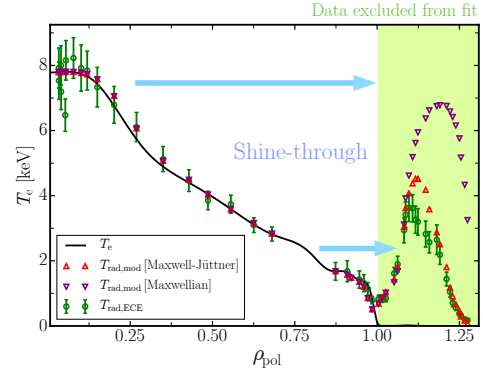 Data excluded from fit
8
6
4
2
0
T_e [keV]
Shine-through
T_e
T_rad,mod [Maxwell-Jüttner]
T_rad,mod [Maxwellian]
T_rad,ECE
0.25 0.50 0.75 1.00 1.25
ρ_pol